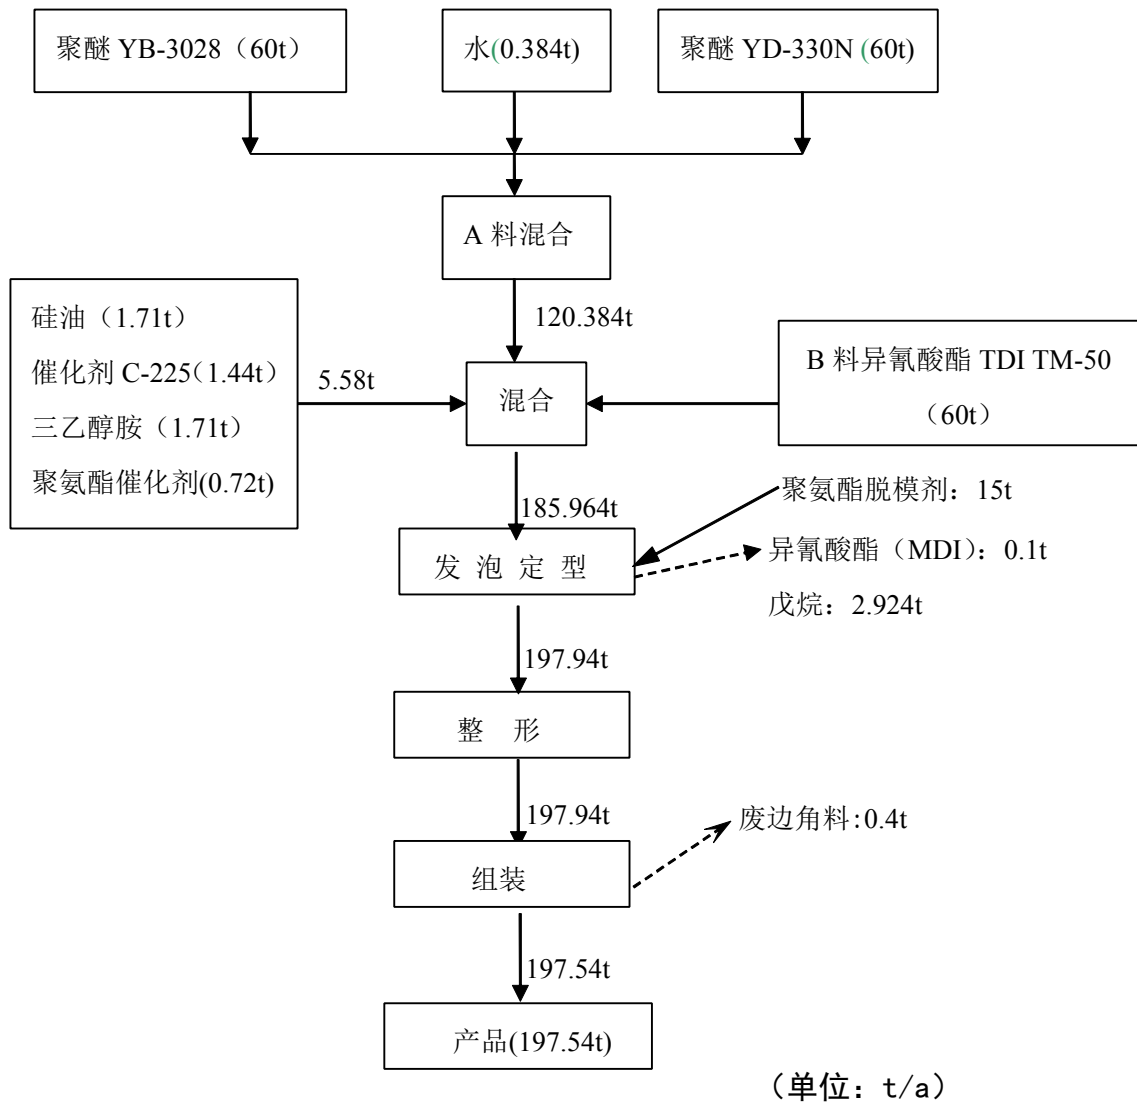 聚醚 YB-3028（60t）
水(0.384t)
聚醚 YD-330N (60t)
A 料混合
120.384t
硅油（1.71t）
催化剂 C-225（1.44t）
三乙醇胺（1.71t）
聚氨酯催化剂(0.72t)
5.58t
混合
B 料异氰酸酯 TDI TM-50
（60t）
185.964t
聚氨酯脱模剂：15t
发 泡 定 型
异氰酸酯（MDI）：0.1t
戊烷：2.924t
197.94t
整 形
197.94t
废边角料:0.4t
组装
197.54t
产品(197.54t)
（单位：t/a）